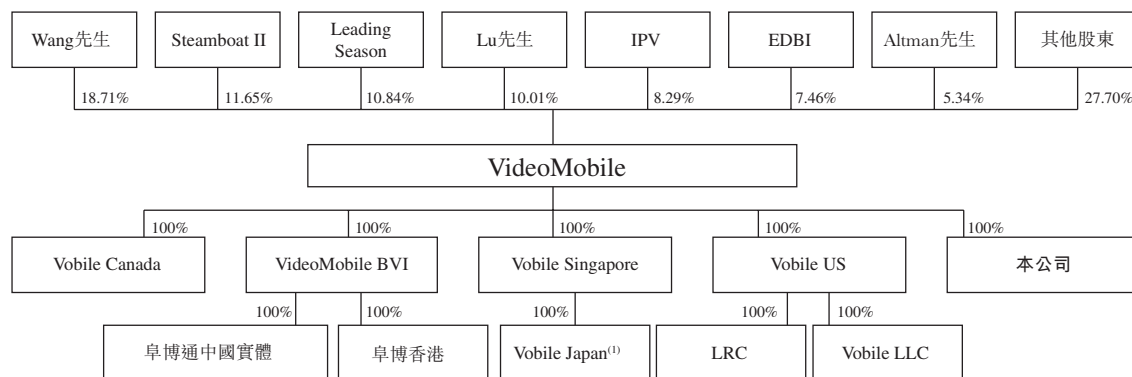 Wang先生
Steamboat II
Leading
Season
Lu先生
IPV
EDBI
Altman先生
其他股東
18.71%
11.65%
10.84%
10.01%
8.29%
7.46%
5.34%
27.70%
VideoMobile
100%
100%
100%
100%
100%
Vobile Canada
VideoMobile BVI
Vobile Singapore
Vobile US
本公司
100%
100%
100%
100%
100%
阜博通中國實體
阜博香港
Vobile Japan(1)
LRC
Vobile LLC